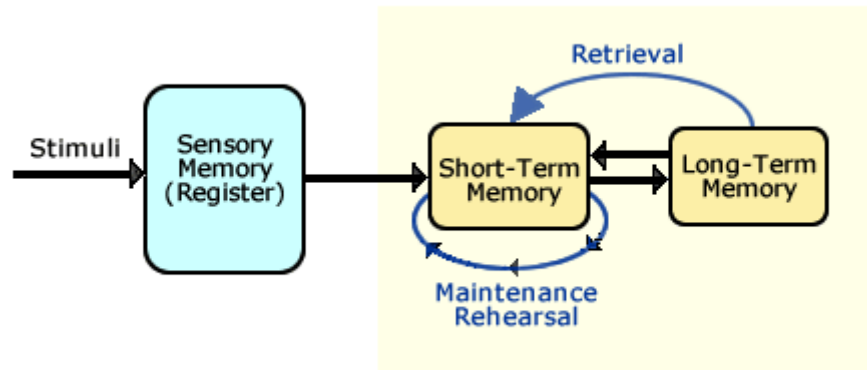 Retrieval
Stimuli
Sensory
Memory
(Register)
Short-Term
Memory
Long-Term
Memory
Maintenance
Rehearsal